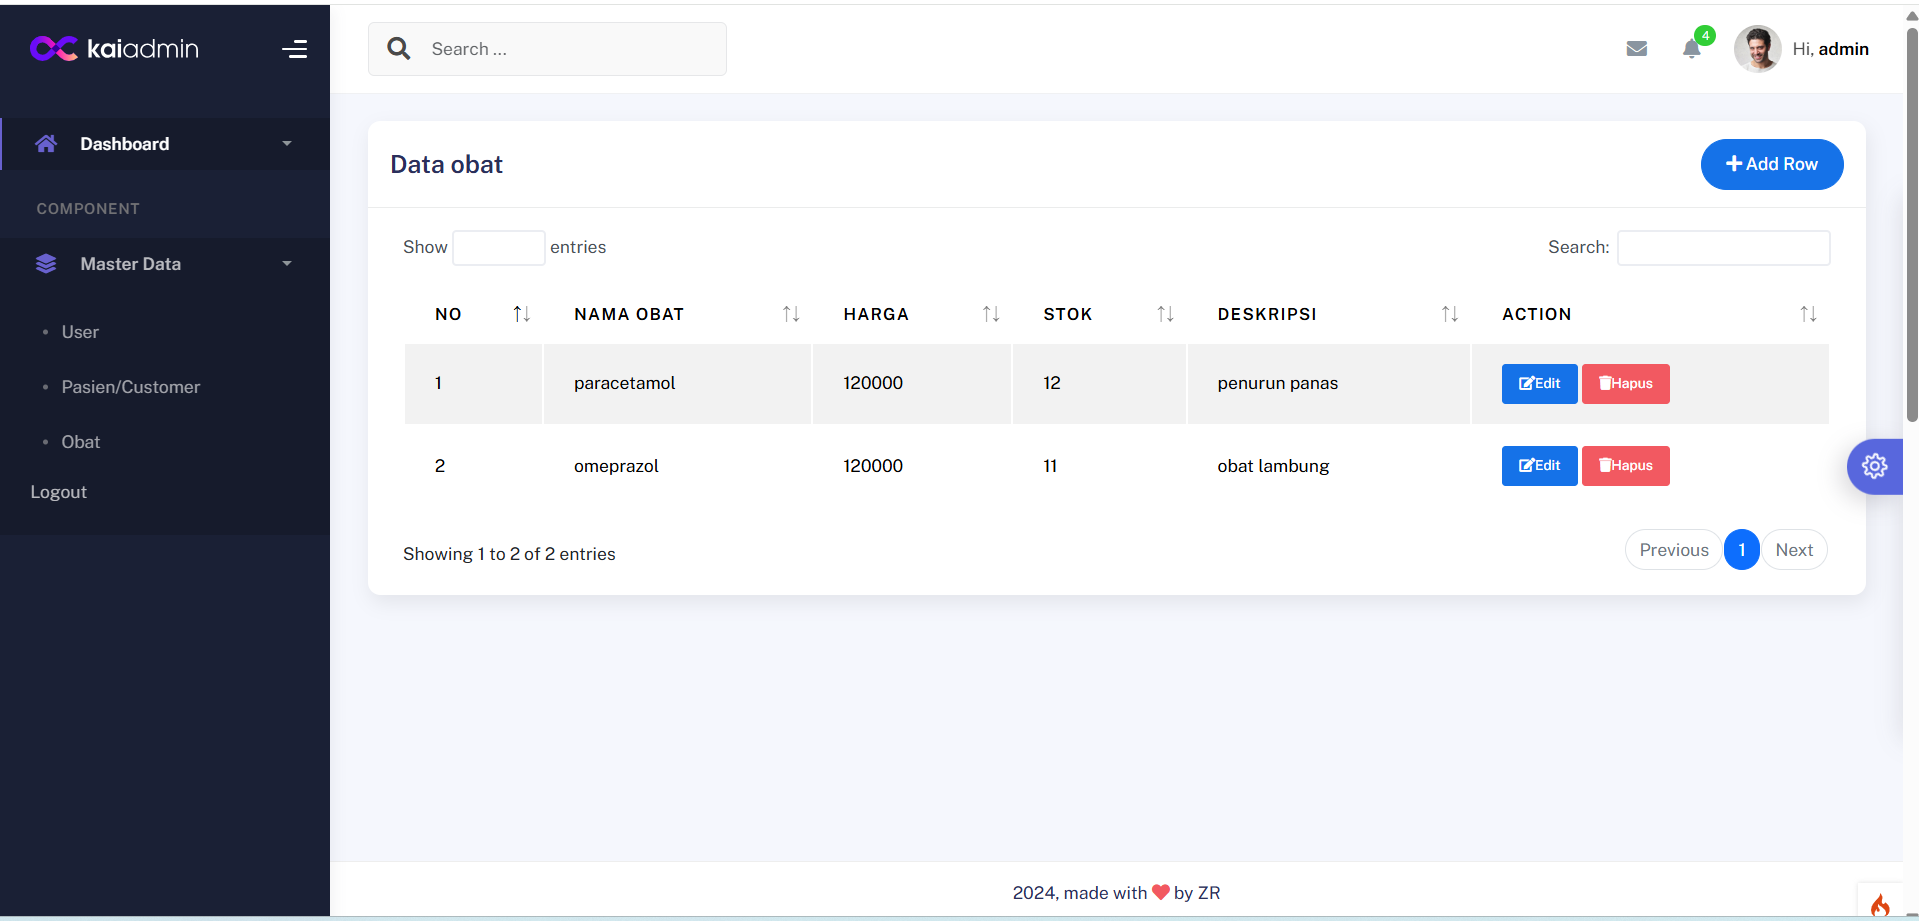 kaiadmin
Search ...
4
Hi, admin
Dashboard
COMPONENT
Master Data
User
Pasien/Customer
Obat
Logout
Data obat
Add Row
Show entries
Search:
NO NAMA OBAT HARGA STOK DESKRIPSI ACTION
1 paracetamol 120000 12 penurun panas Edit Hapus
2 omeprazol 120000 11 obat lambung Edit Hapus
Showing 1 to 2 of 2 entries
Previous 1 Next
2024, made with by ZR